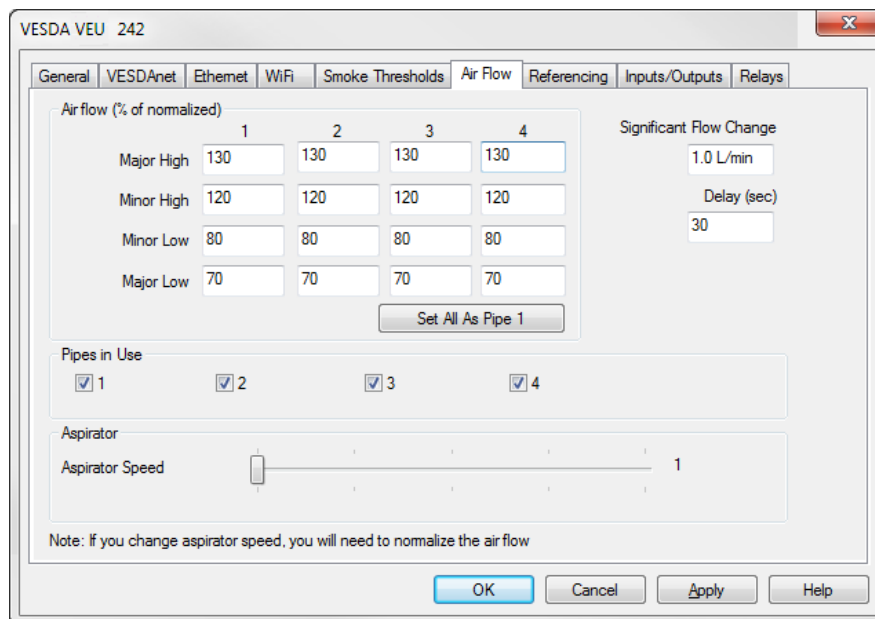 VESDA VEU 242
General VESDAnet Ethernet WiFi Smoke Thresholds Air Flow Referencing Inputs/Outputs Relays
Air flow (% of normalized)
1 2 3 4
Major High 130 130 130 130
Minor High 120 120 120 120
Minor Low 80 80 80 80
Major Low 70 70 70 70
Set All As Pipe 1
Significant Flow Change
1.0 L/min
Delay (sec)
30
Pipes in Use
1 2 3 4
Aspirator
Aspirator Speed 1
Note: If you change aspirator speed, you will need to normalize the air flow
OK Cancel Apply Help